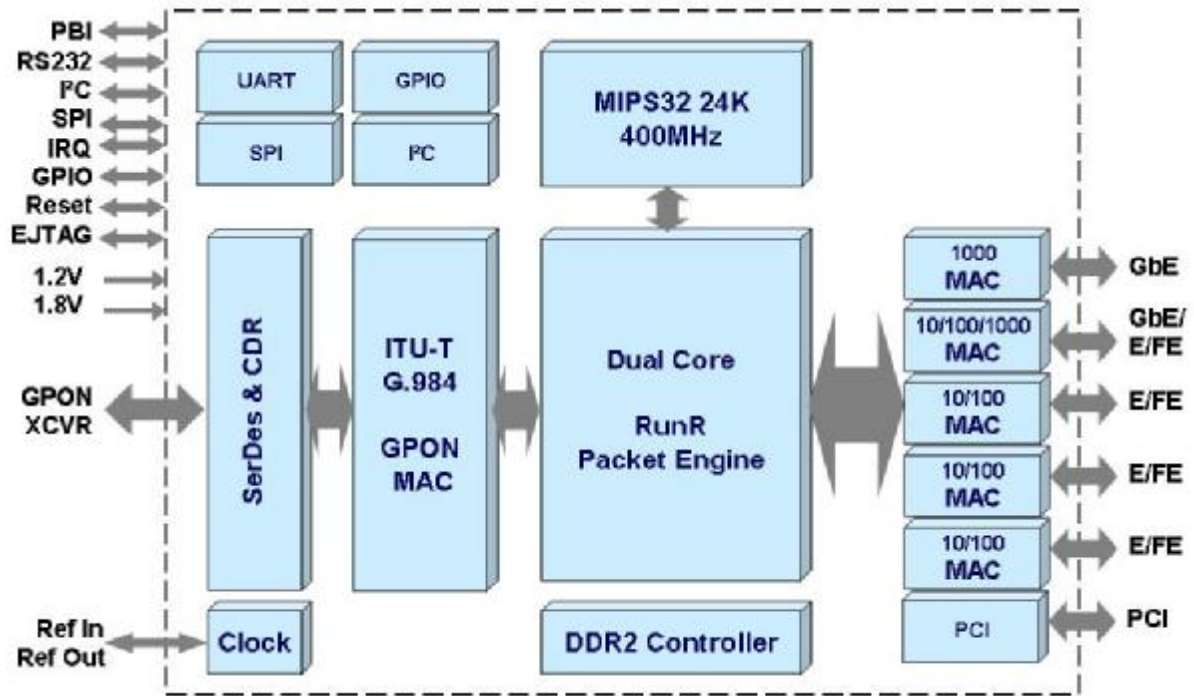 PBI
RS232
I²C
SPI
IRQ
GPIO
Reset
EJTAG
1.2V
1.8V
GPON
XCVR
Ref In
Ref Out
UART
GPIO
SPI
I²C
MIPS32 24K
400MHz
SerDes & CDR
ITU-T
G.984
GPON
MAC
Dual Core
RunR
Packet Engine
Clock
DDR2 Controller
1000
MAC
10/100/1000
MAC
10/100
MAC
10/100
MAC
10/100
MAC
PCI
GbE
GbE/
E/FE
E/FE
E/FE
E/FE
PCI